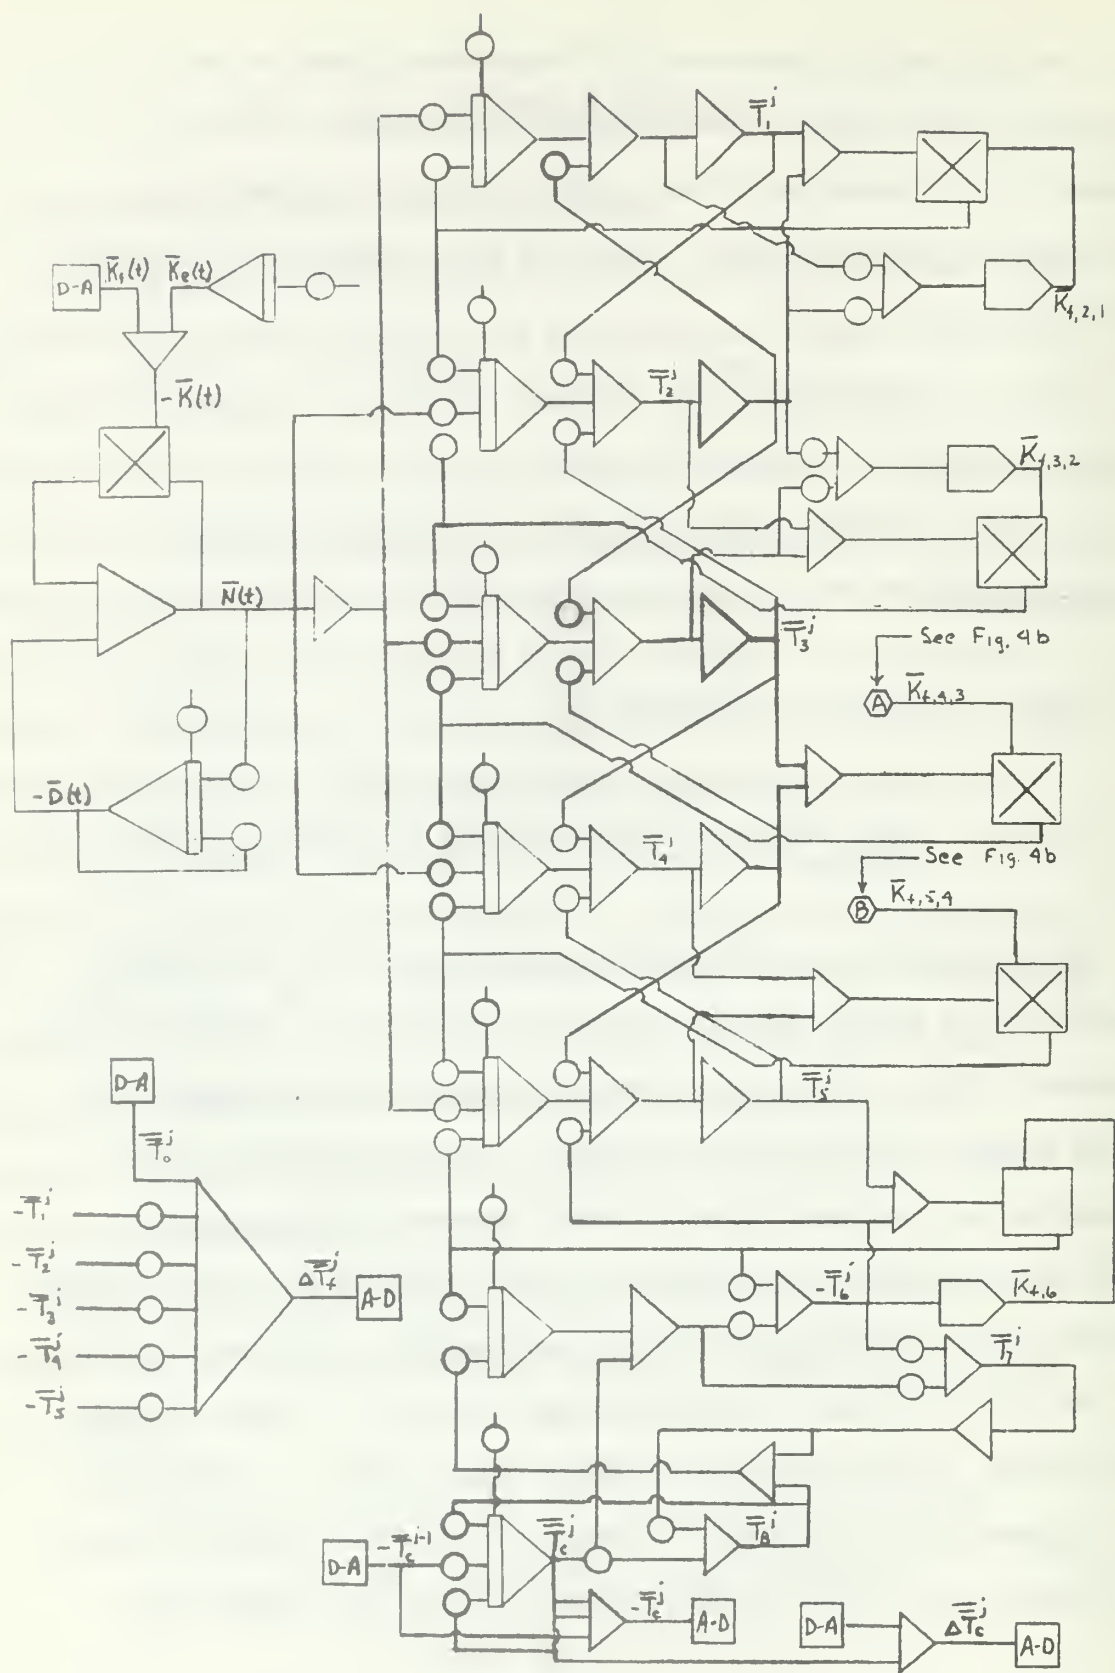 T̿₁ʲ
K̄f(t)
K̄e(t)
D-A
K̄f,2,1
-K̄(t)
T̿₂ʲ
K̄f,3,2
N̄(t)
T̿₃ʲ
See Fig. 4b
A
K̄f,4,3
-D̄(t)
T̿₄ʲ
See Fig. 4b
B
K̄f,5,4
D-A
T̿₅ʲ
T̿₀ʲ
-T̿₁ʲ
-T̿₂ʲ
-T̿₃ʲ
-T̿₄ʲ
-T̿₅ʲ
ΔT̿fʲ
A-D
-T̿₆ʲ
K̄f,6
T̿₇ʲ
D-A
-T̿cʲ⁻¹
T̿cʲ
T̿₈ʲ
-T̿cʲ
A-D
D-A
ΔT̿cʲ
A-D